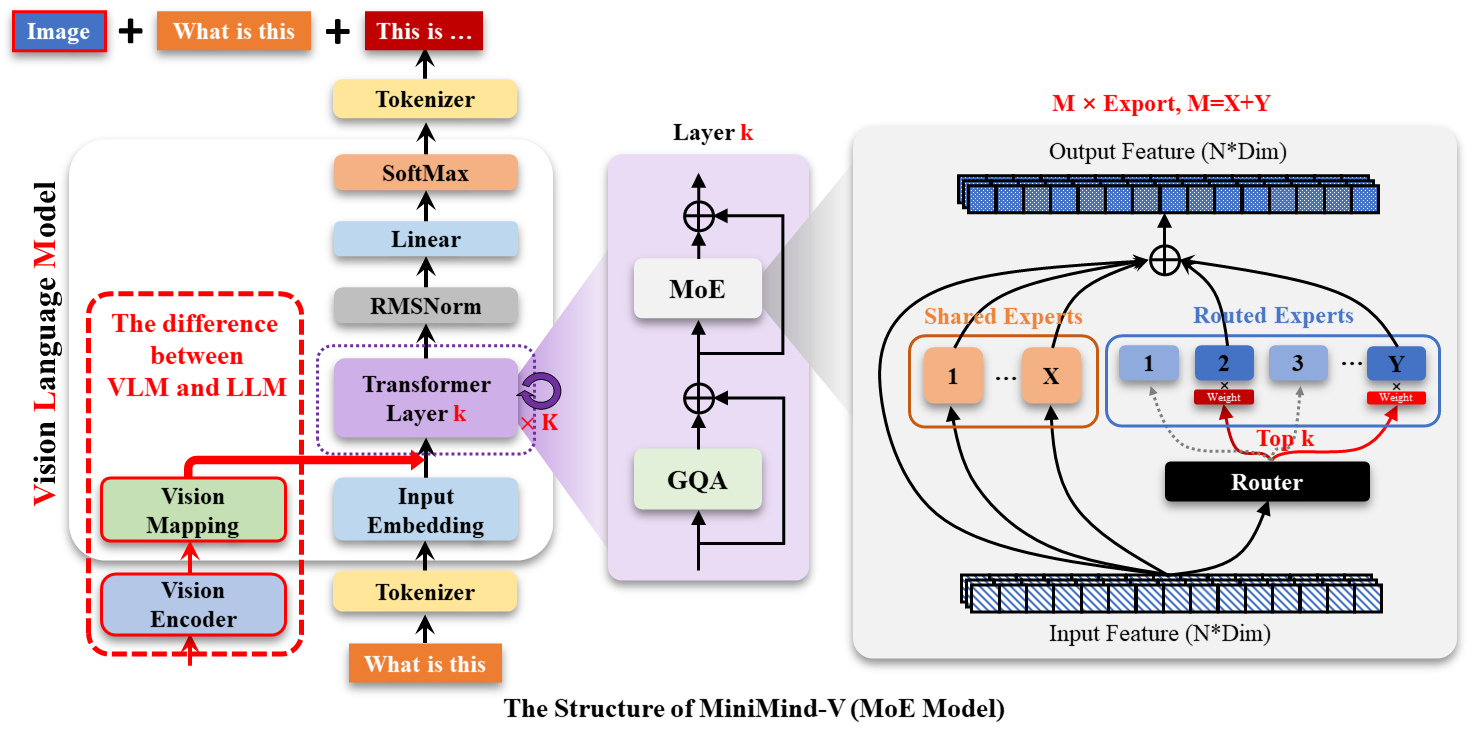 Image + What is this + This is ...
Tokenizer
SoftMax
Linear
RMSNorm
Transformer
Layer k
× K
Input
Embedding
Tokenizer
What is this
Vision Language Model
The difference
between
VLM and LLM
Vision
Mapping
Vision
Encoder
Layer k
MoE
GQA
M × Export, M=X+Y
Output Feature (N*Dim)
Shared Experts
1 ... X
Routed Experts
1 2 3 ... Y
× ×
Weight Weight
Top k
Router
Input Feature (N*Dim)
The Structure of MiniMind-V (MoE Model)